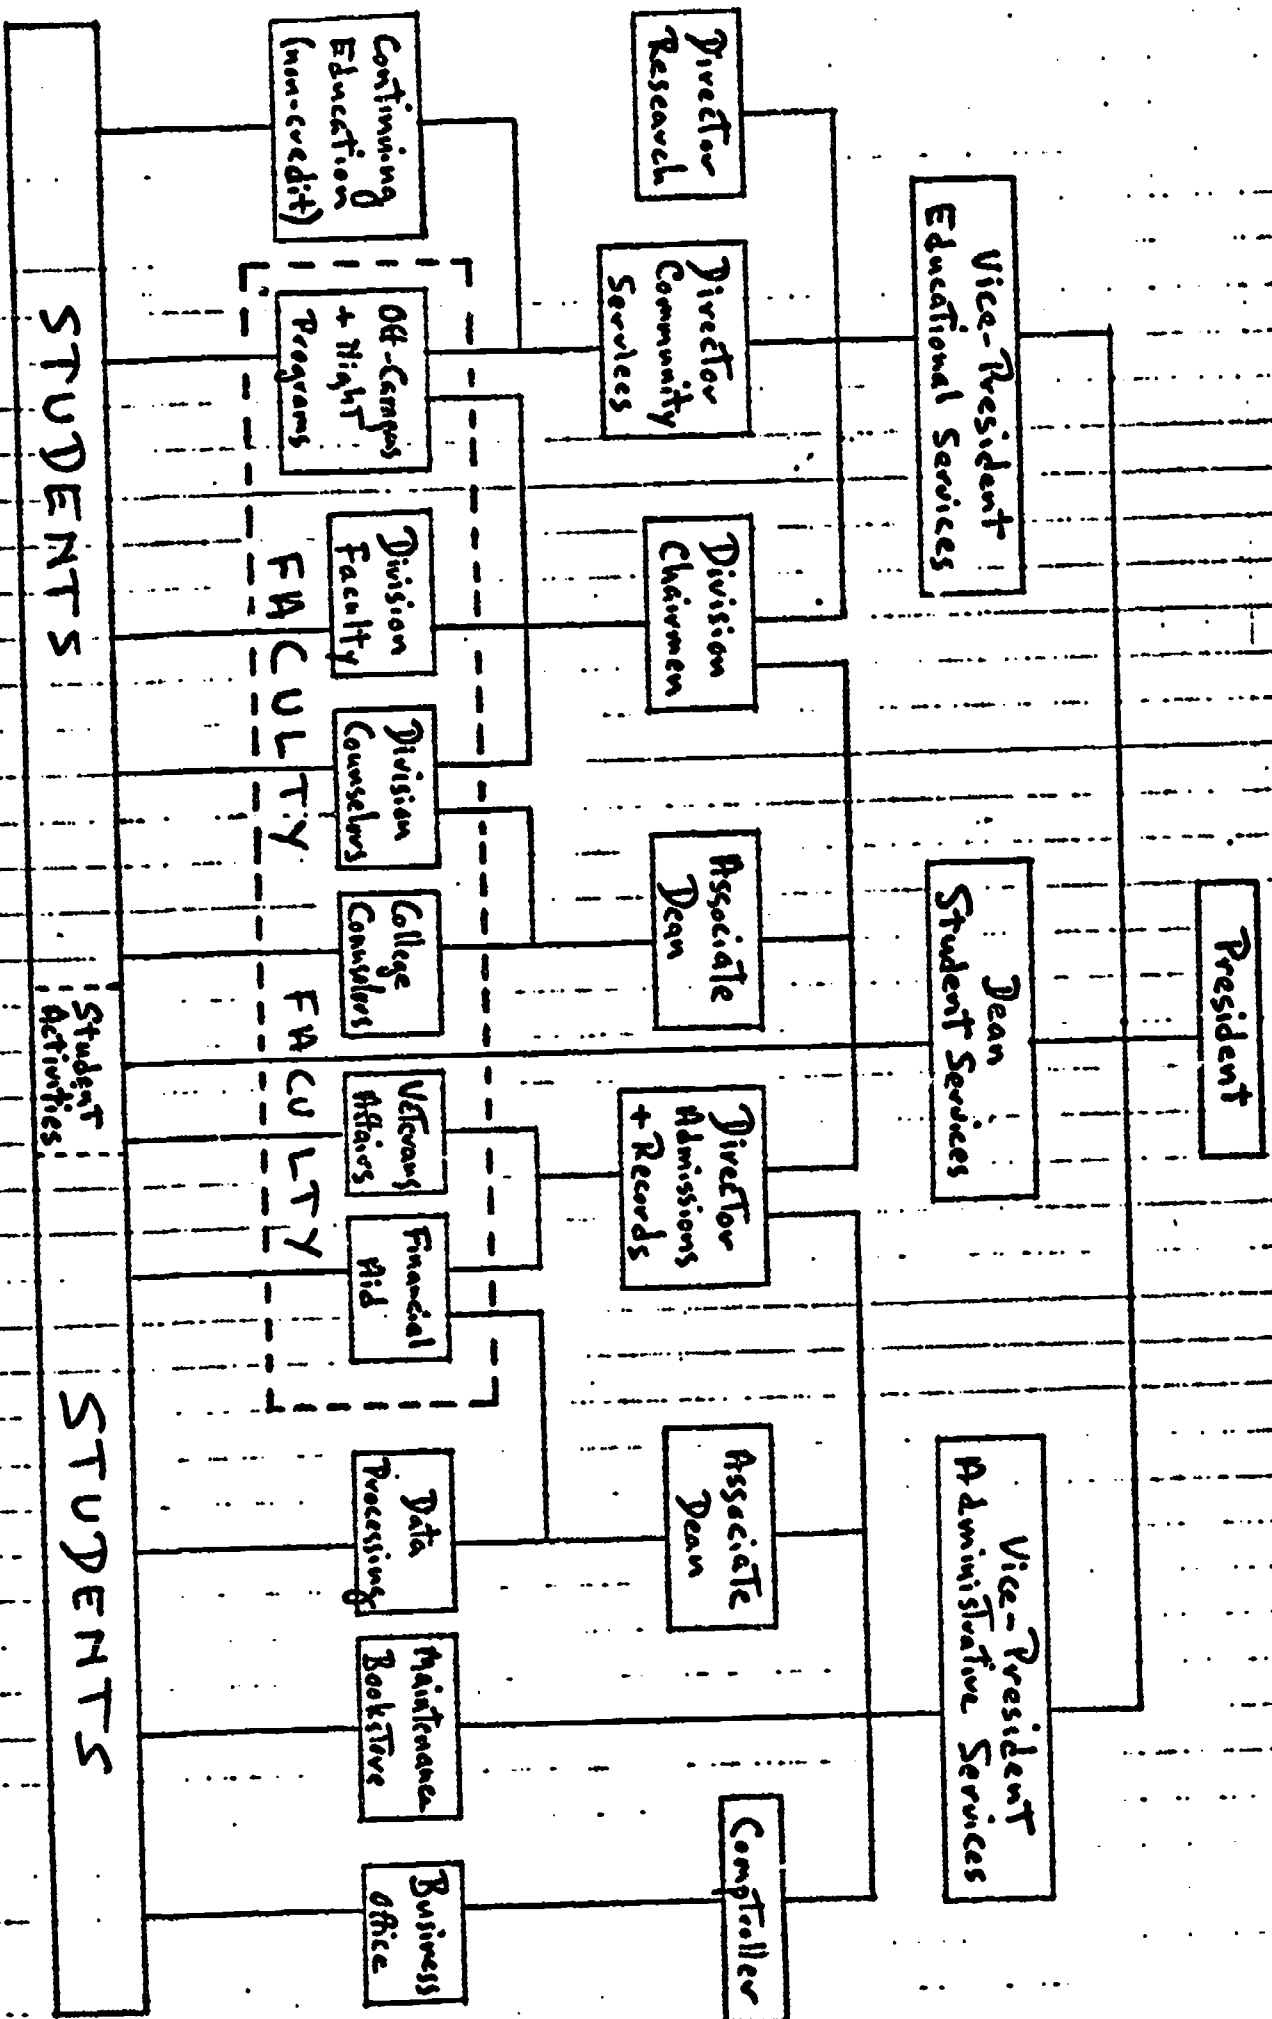 President
Vice-President
Educational Services
Dean
Student Services
Vice-President
Administrative Services
Director
Research
Director
Community
Services
Division
Chairmen
Associate
Dean
Director
Admissions
+ Records
Associate
Dean
Comptroller
Continuing
Education
(non-credit)
Off-Campus
+ Night
Programs
Division
Faculty
Division
Counselors
College
Counselors
Veterans
Affairs
Financial
Aid
Data
Processing
Maintenance
Bookstore
Business
Office
FACULTY FACULTY
STUDENTS
Student
Activities
STUDENTS